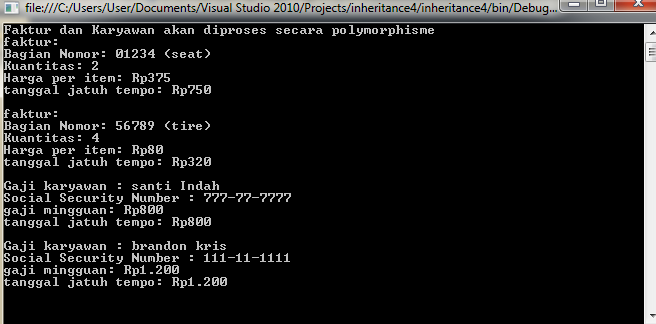 file:///C:/Users/User/Documents/Visual Studio 2010/Projects/inheritance4/inheritance4/bin/Debug...
Faktur dan Karyawan akan diproses secara polymorphisme
faktur:
Bagian Nomor: 01234 (seat)
Kuantitas: 2
Harga per item: Rp375
tanggal jatuh tempo: Rp750
faktur:
Bagian Nomor: 56789 (tire)
Kuantitas: 4
Harga per item: Rp80
tanggal jatuh tempo: Rp320
Gaji karyawan : santi Indah
Social Security Number : 777-77-7777
gaji mingguan: Rp800
tanggal jatuh tempo: Rp800
Gaji karyawan : brandon kris
Social Security Number : 111-11-1111
gaji mingguan: Rp1.200
tanggal jatuh tempo: Rp1.200